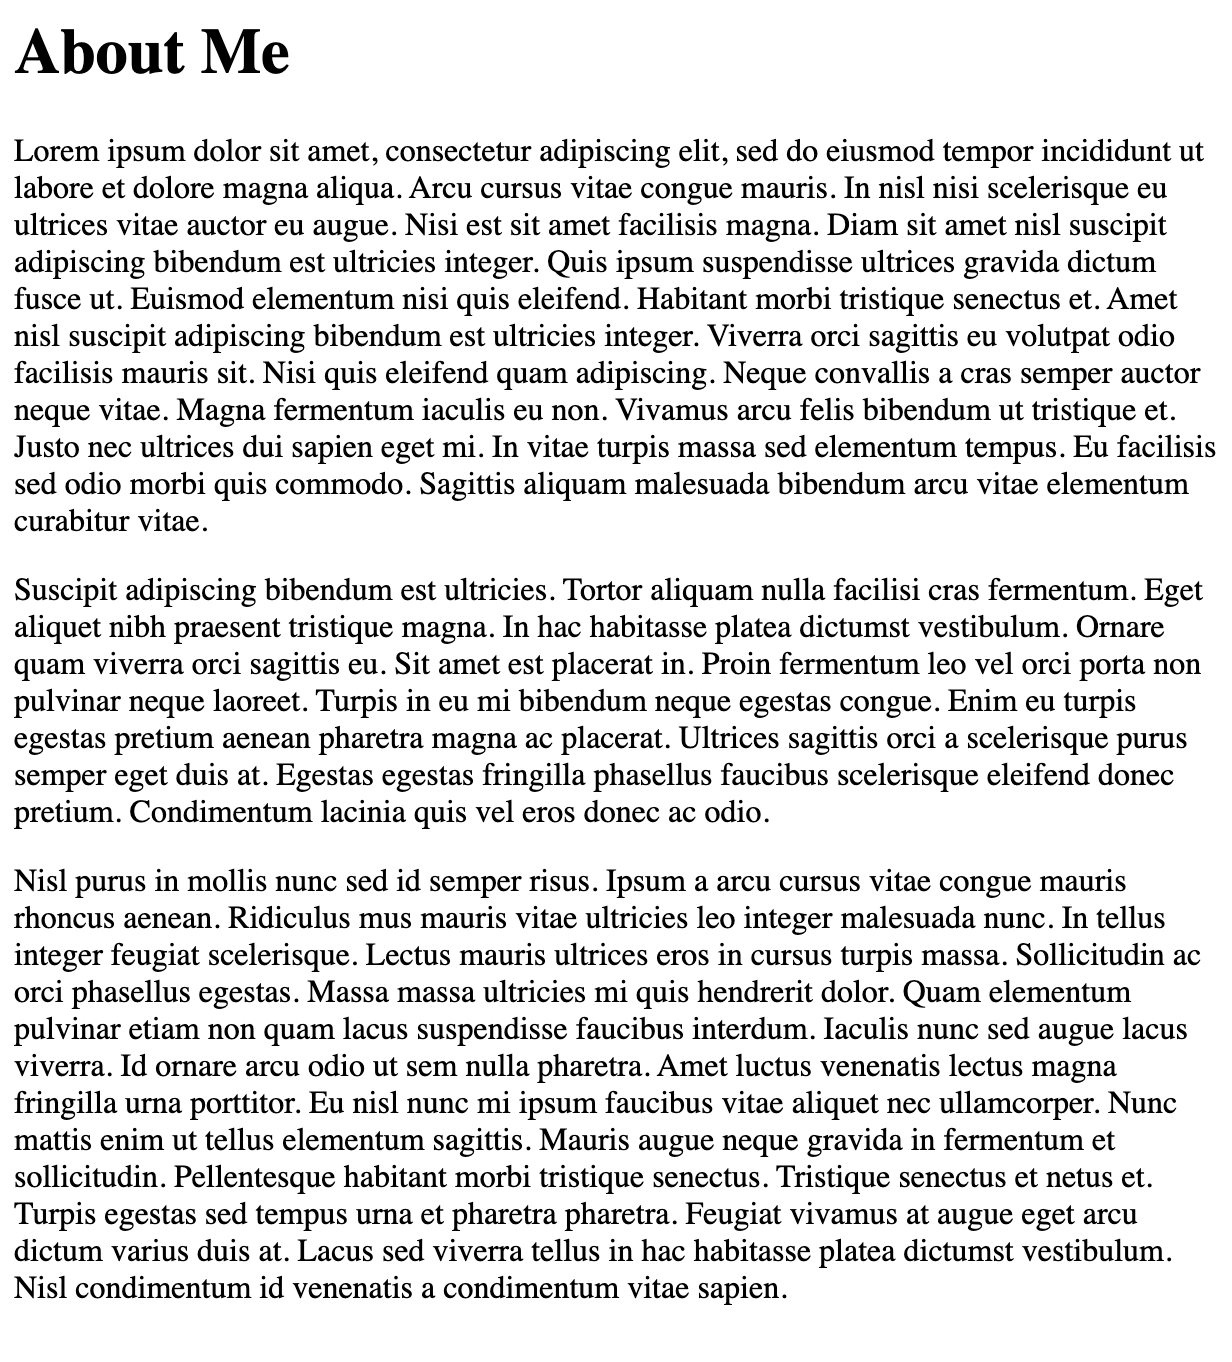 About Me
Lorem ipsum dolor sit amet, consectetur adipiscing elit, sed do eiusmod tempor incididunt ut
labore et dolore magna aliqua. Arcu cursus vitae congue mauris. In nisl nisi scelerisque eu
ultrices vitae auctor eu augue. Nisi est sit amet facilisis magna. Diam sit amet nisl suscipit
adipiscing bibendum est ultricies integer. Quis ipsum suspendisse ultrices gravida dictum
fusce ut. Euismod elementum nisi quis eleifend. Habitant morbi tristique senectus et. Amet
nisl suscipit adipiscing bibendum est ultricies integer. Viverra orci sagittis eu volutpat odio
facilisis mauris sit. Nisi quis eleifend quam adipiscing. Neque convallis a cras semper auctor
neque vitae. Magna fermentum iaculis eu non. Vivamus arcu felis bibendum ut tristique et.
Justo nec ultrices dui sapien eget mi. In vitae turpis massa sed elementum tempus. Eu facilisis
sed odio morbi quis commodo. Sagittis aliquam malesuada bibendum arcu vitae elementum
curabitur vitae.
Suscipit adipiscing bibendum est ultricies. Tortor aliquam nulla facilisi cras fermentum. Eget
aliquet nibh praesent tristique magna. In hac habitasse platea dictumst vestibulum. Ornare
quam viverra orci sagittis eu. Sit amet est placerat in. Proin fermentum leo vel orci porta non
pulvinar neque laoreet. Turpis in eu mi bibendum neque egestas congue. Enim eu turpis
egestas pretium aenean pharetra magna ac placerat. Ultrices sagittis orci a scelerisque purus
semper eget duis at. Egestas egestas fringilla phasellus faucibus scelerisque eleifend donec
pretium. Condimentum lacinia quis vel eros donec ac odio.
Nisl purus in mollis nunc sed id semper risus. Ipsum a arcu cursus vitae congue mauris
rhoncus aenean. Ridiculus mus mauris vitae ultricies leo integer malesuada nunc. In tellus
integer feugiat scelerisque. Lectus mauris ultrices eros in cursus turpis massa. Sollicitudin ac
orci phasellus egestas. Massa massa ultricies mi quis hendrerit dolor. Quam elementum
pulvinar etiam non quam lacus suspendisse faucibus interdum. Iaculis nunc sed augue lacus
viverra. Id ornare arcu odio ut sem nulla pharetra. Amet luctus venenatis lectus magna
fringilla urna porttitor. Eu nisl nunc mi ipsum faucibus vitae aliquet nec ullamcorper. Nunc
mattis enim ut tellus elementum sagittis. Mauris augue neque gravida in fermentum et
sollicitudin. Pellentesque habitant morbi tristique senectus. Tristique senectus et netus et.
Turpis egestas sed tempus urna et pharetra pharetra. Feugiat vivamus at augue eget arcu
dictum varius duis at. Lacus sed viverra tellus in hac habitasse platea dictumst vestibulum.
Nisl condimentum id venenatis a condimentum vitae sapien.